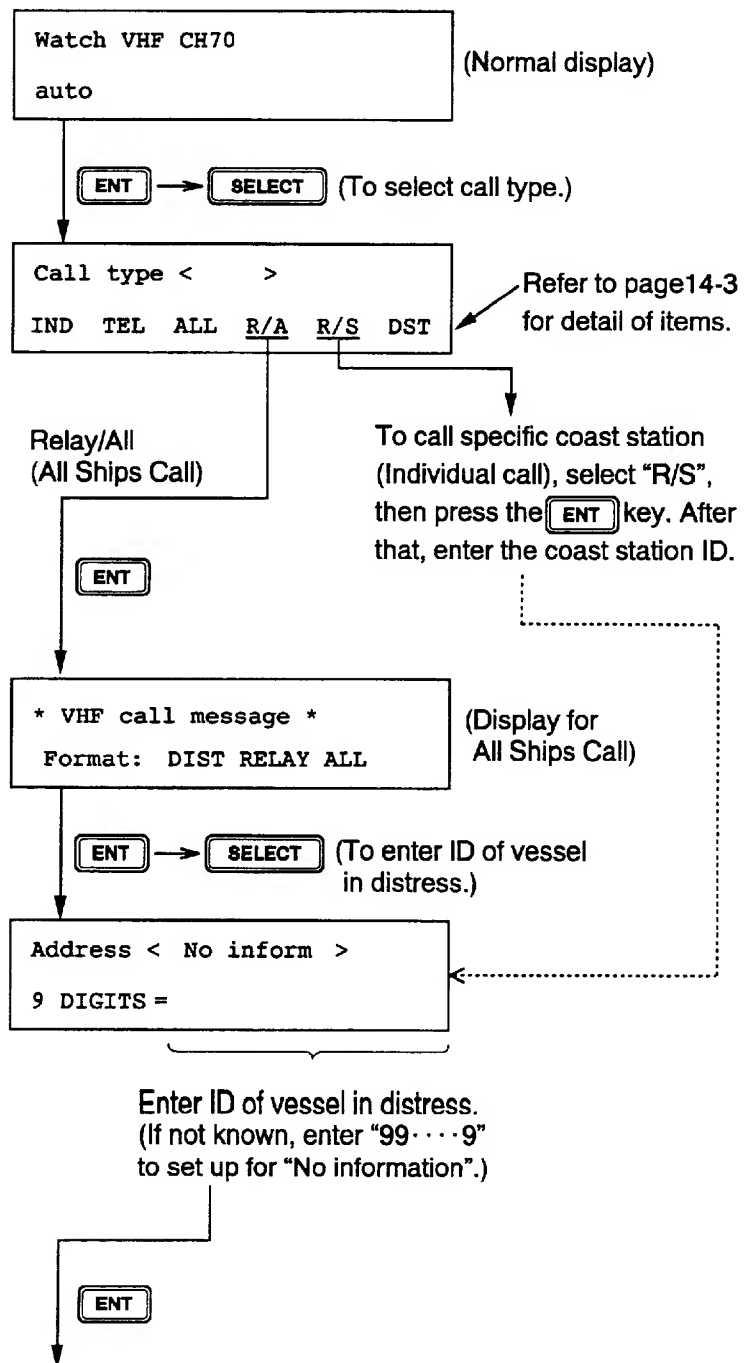 Watch VHF CH70
auto
(Normal display)
ENT SELECT (To select call type.)
Call type < >
IND TEL ALL R/A R/S DST
Refer to page14-3
for detail of items.
Relay/All
(All Ships Call)
To call specific coast station
(Individual call), select “R/S”,
then press the ENT key. After
that, enter the coast station ID.
ENT
* VHF call message *
Format: DIST RELAY ALL
(Display for
All Ships Call)
ENT SELECT (To enter ID of vessel
in distress.)
Address < No inform >
9 DIGITS =
Enter ID of vessel in distress.
(If not known, enter “99····9”
to set up for “No information”.)
ENT